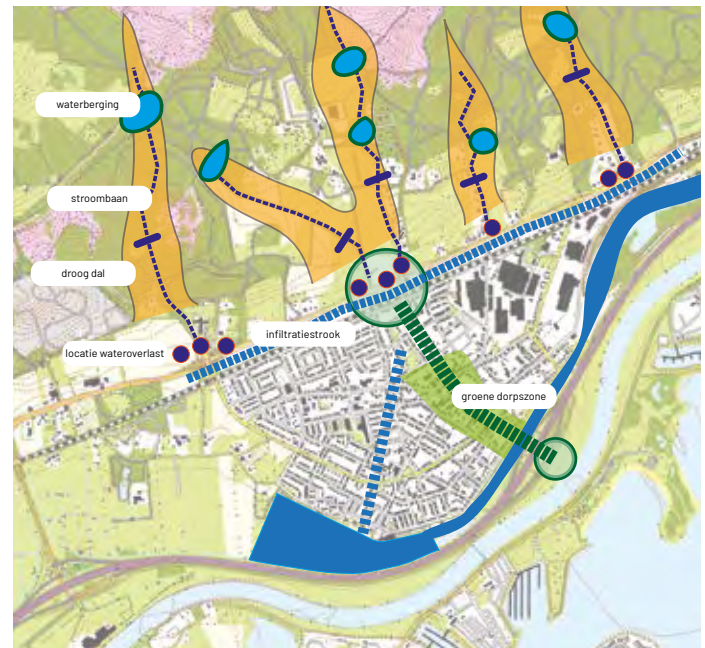 waterberging
stroombaan
droog dal
infiltratiestrook
locatie wateroverlast
groene dorpszone